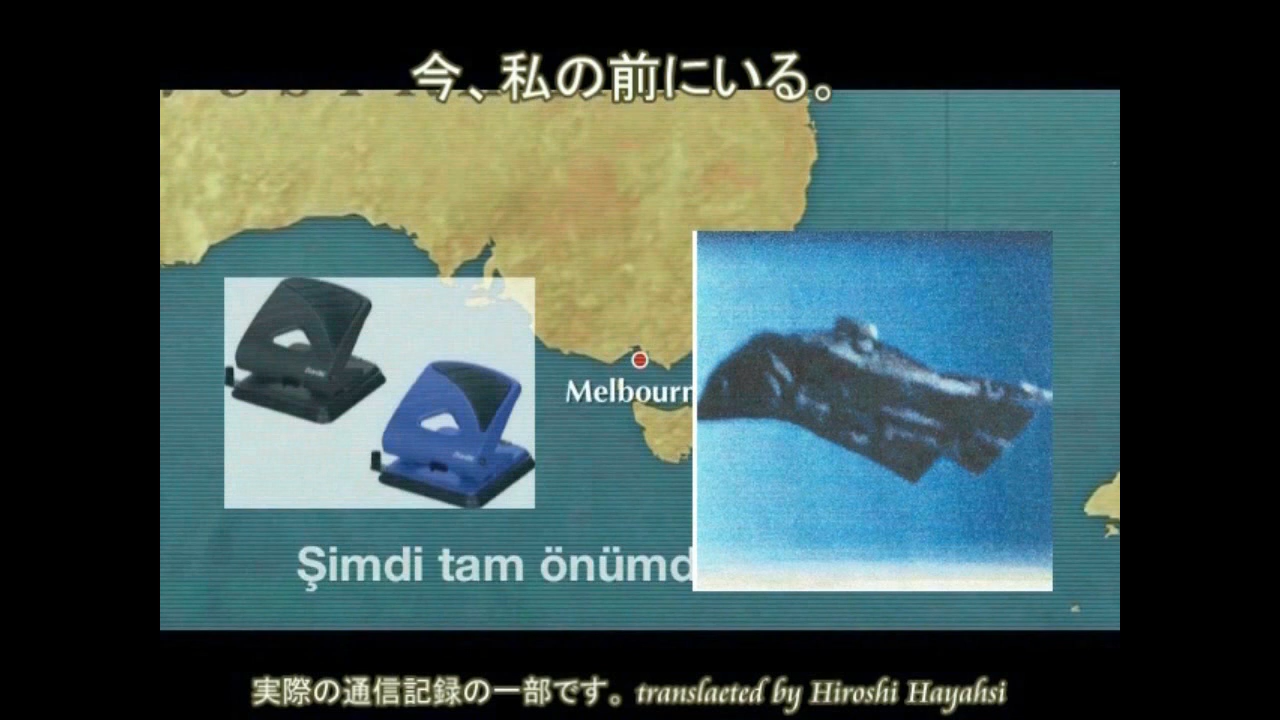 今、私の前にいる。
Melbourn
Şimdi tam önümd
実際の通信記録の一部です。translaeted by Hiroshi Hayahsi